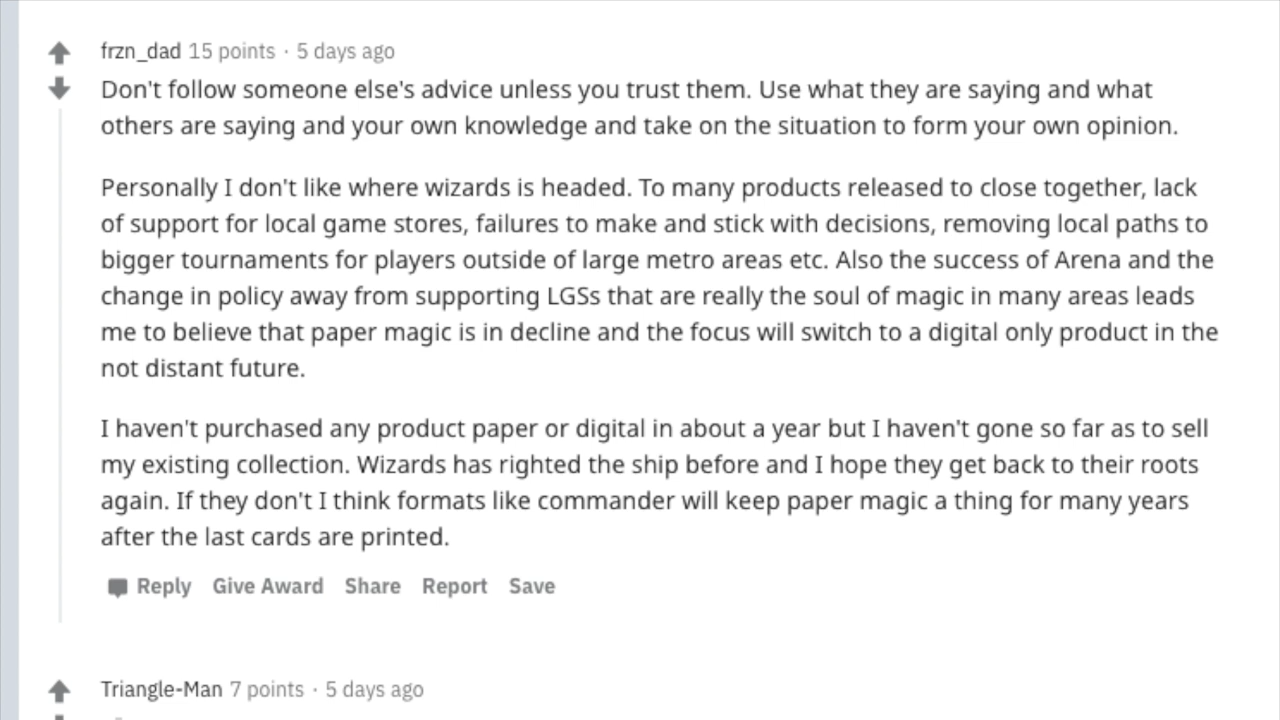 frzn_dad 15 points · 5 days ago
Don't follow someone else's advice unless you trust them. Use what they are saying and what
others are saying and your own knowledge and take on the situation to form your own opinion.
Personally I don't like where wizards is headed. To many products released to close together, lack
of support for local game stores, failures to make and stick with decisions, removing local paths to
bigger tournaments for players outside of large metro areas etc. Also the success of Arena and the
change in policy away from supporting LGSs that are really the soul of magic in many areas leads
me to believe that paper magic is in decline and the focus will switch to a digital only product in the
not distant future.
I haven't purchased any product paper or digital in about a year but I haven't gone so far as to sell
my existing collection. Wizards has righted the ship before and I hope they get back to their roots
again. If they don't I think formats like commander will keep paper magic a thing for many years
after the last cards are printed.
Reply Give Award Share Report Save
Triangle-Man 7 points · 5 days ago